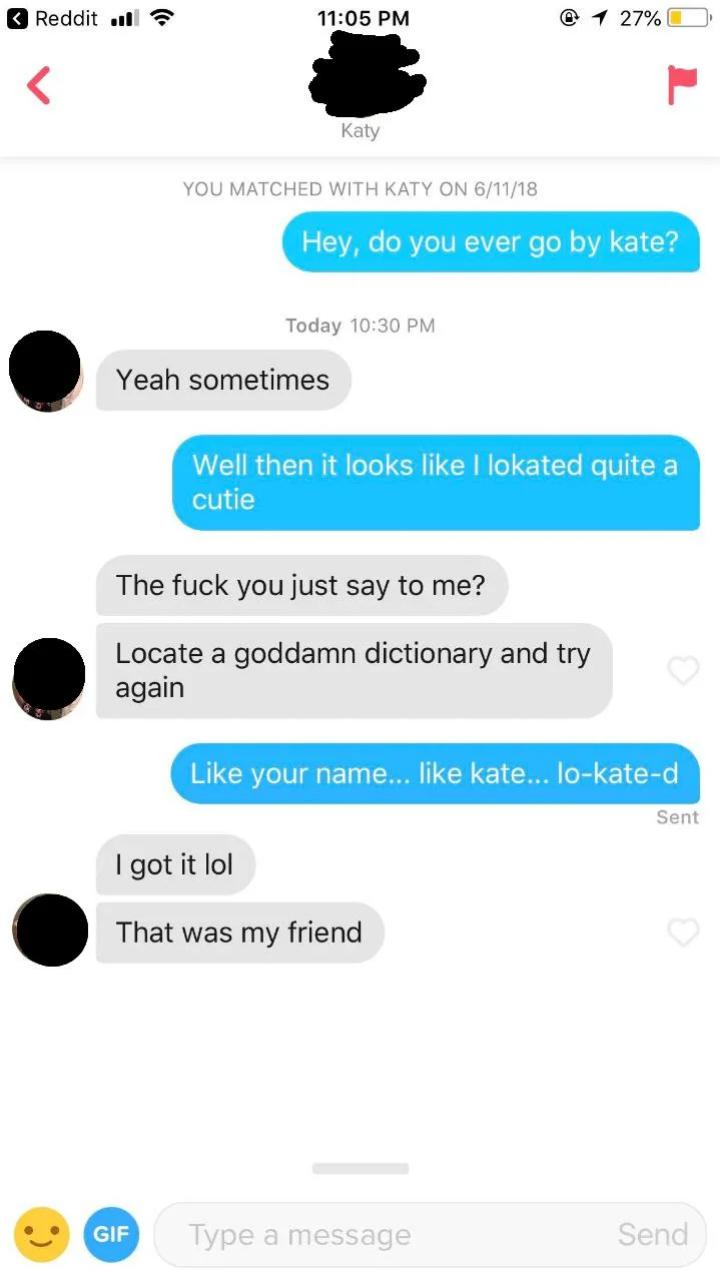 Reddit 11:05 PM 27%
Katy
YOU MATCHED WITH KATY ON 6/11/18
Hey, do you ever go by kate?
Today 10:30 PM
Yeah sometimes
Well then it looks like I lokated quite a
cutie
The fuck you just say to me?
Locate a goddamn dictionary and try
again
Like your name... like kate... lo-kate-d
Sent
I got it lol
That was my friend
GIF Type a message Send